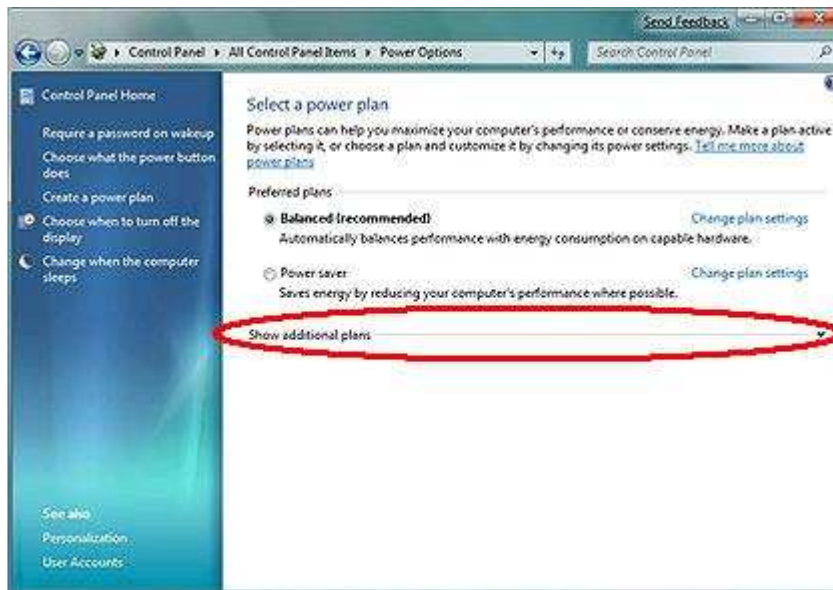 Send Feedback
Control Panel All Control Panel Items Power Options
Search Control Panel
Control Panel Home
Require a password on wakeup
Choose what the power button
does
Create a power plan
Choose when to turn off the
display
Change when the computer
sleeps
See also
Personalization
User Accounts
Select a power plan
Power plans can help you maximize your computer's performance or conserve energy. Make a plan active
by selecting it, or choose a plan and customize it by changing its power settings. Tell me more about
power plans
Preferred plans
Balanced (recommended) Change plan settings
Automatically balances performance with energy consumption on capable hardware.
Power saver Change plan settings
Saves energy by reducing your computer's performance where possible.
Show additional plans